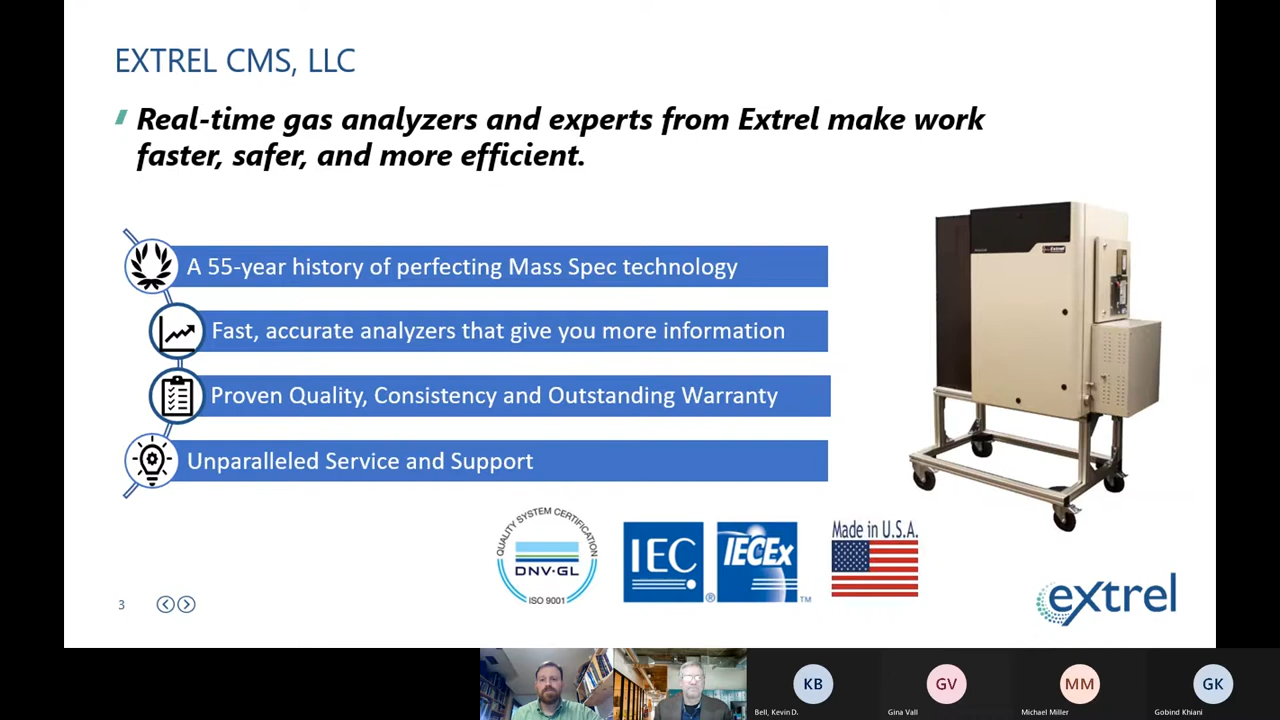 EXTREL CMS, LLC
Real-time gas analyzers and experts from Extrel make work
faster, safer, and more efficient.
A 55-year history of perfecting Mass Spec technology
Fast, accurate analyzers that give you more information
Proven Quality, Consistency and Outstanding Warranty
Unparalleled Service and Support
QUALITY SYSTEM CERTIFICATION
DNV·GL
ISO 9001
IEC
®
IECEx
TM
Made in U.S.A.
extrel
3
KB
GV
MM
GK
Bell, Kevin D.
Gina Vall
Michael Miller
Gobind Khiani